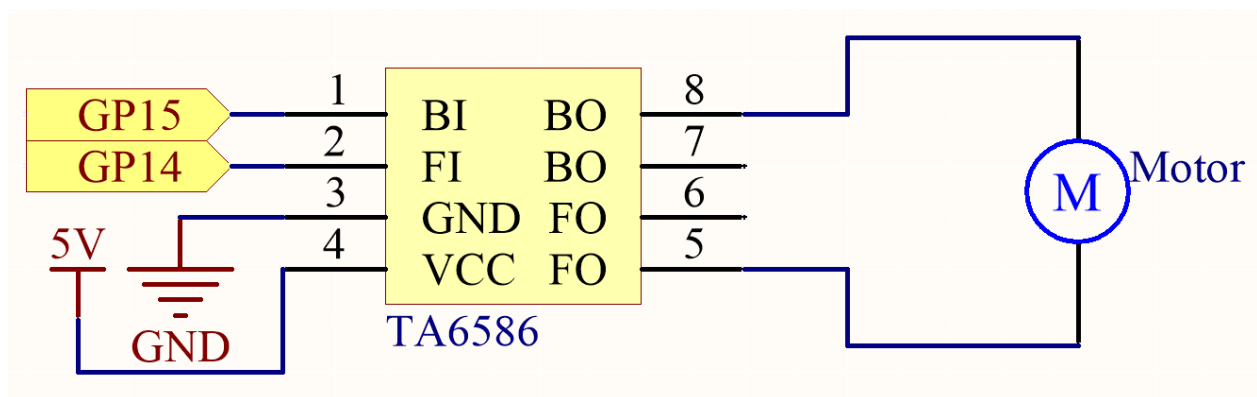 GP15 1 BI BO 8
GP14 2 FI BO 7
3 GND FO 6
5V 4 VCC FO 5
GND
TA6586
M Motor